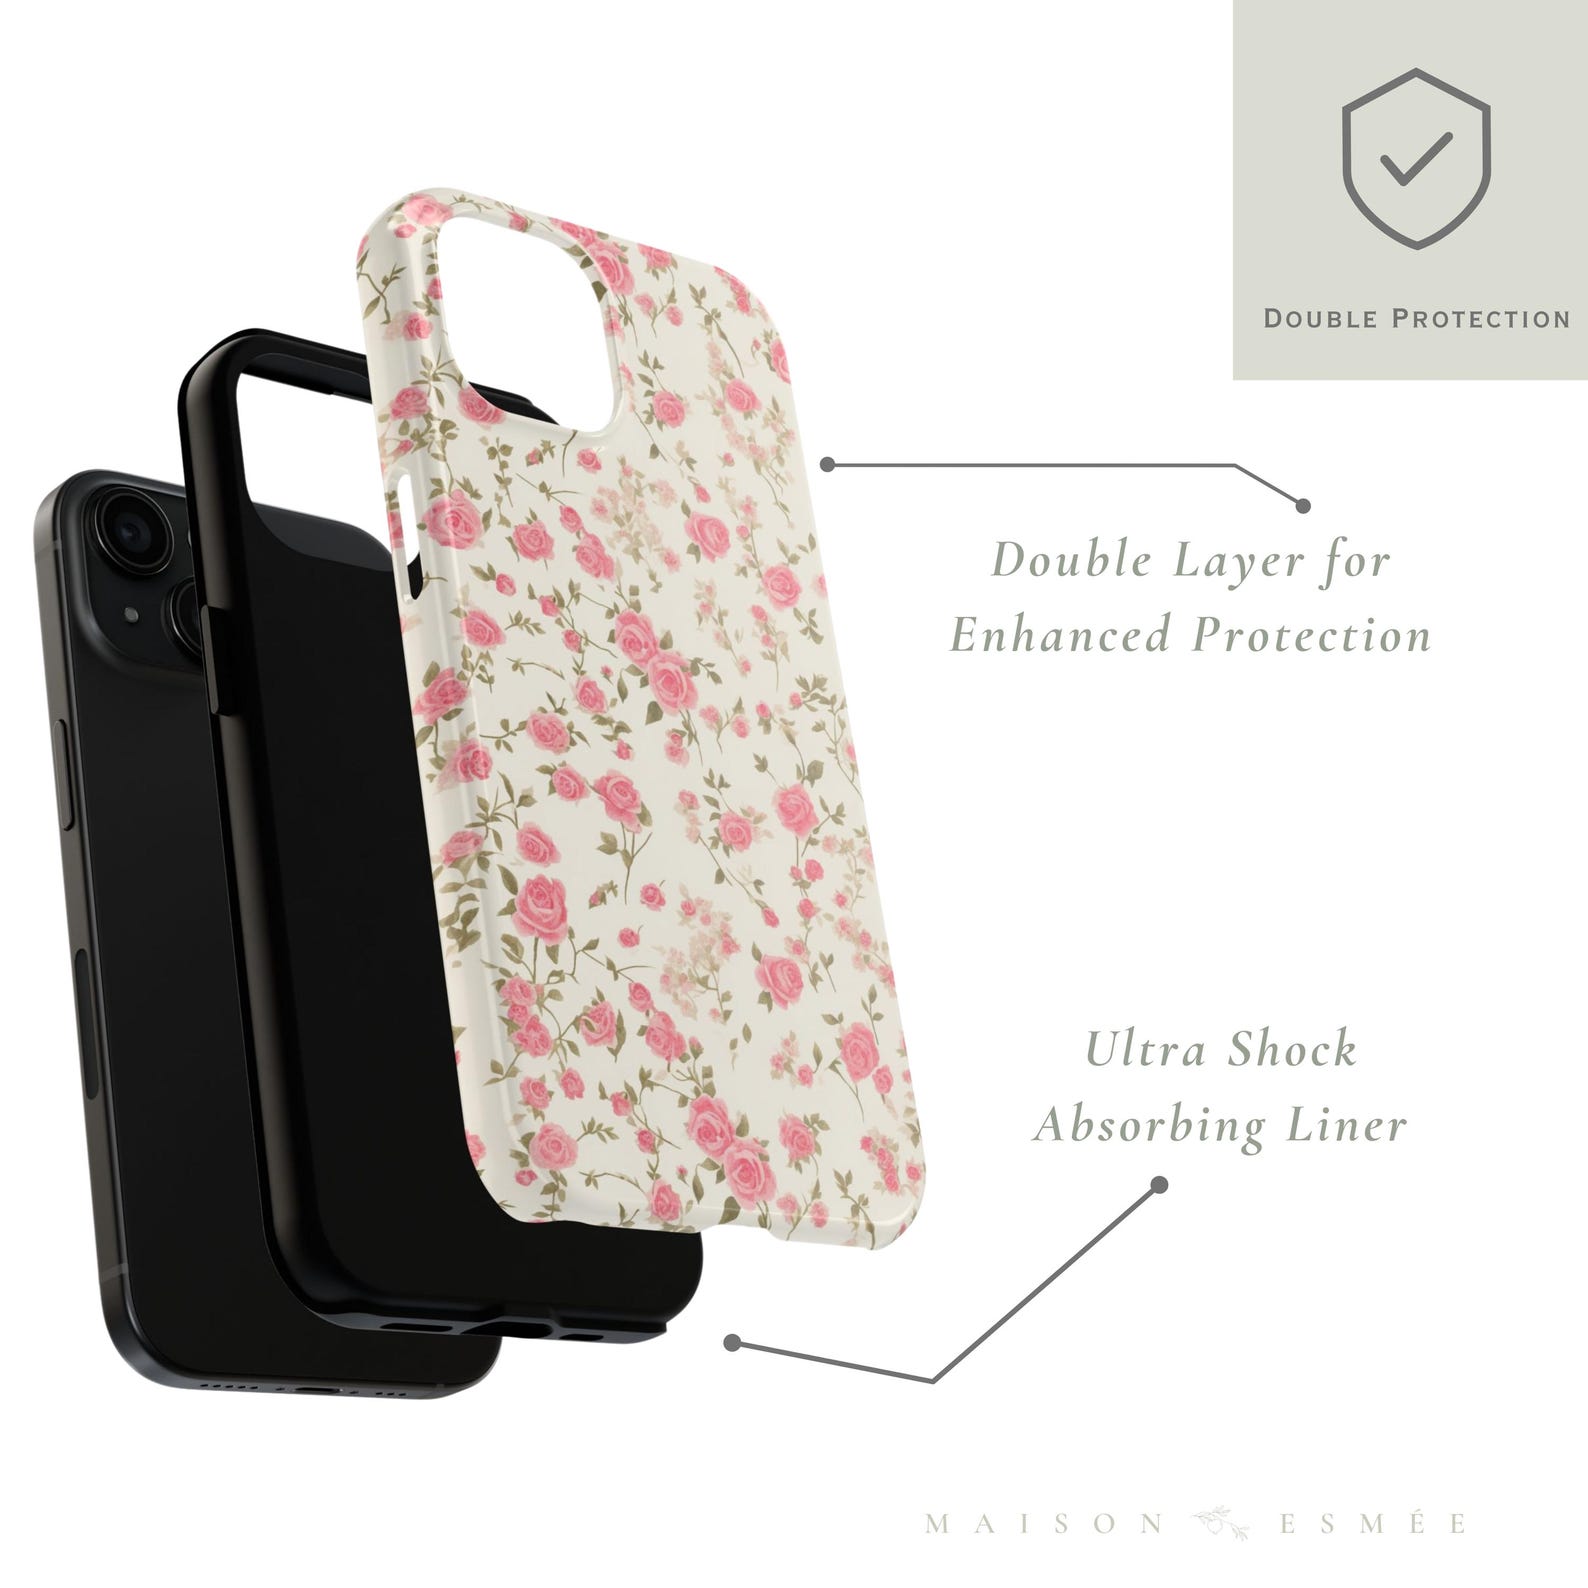 Double Protection
Double Layer for
Enhanced Protection
Ultra Shock
Absorbing Liner
MAISON ESMÉE